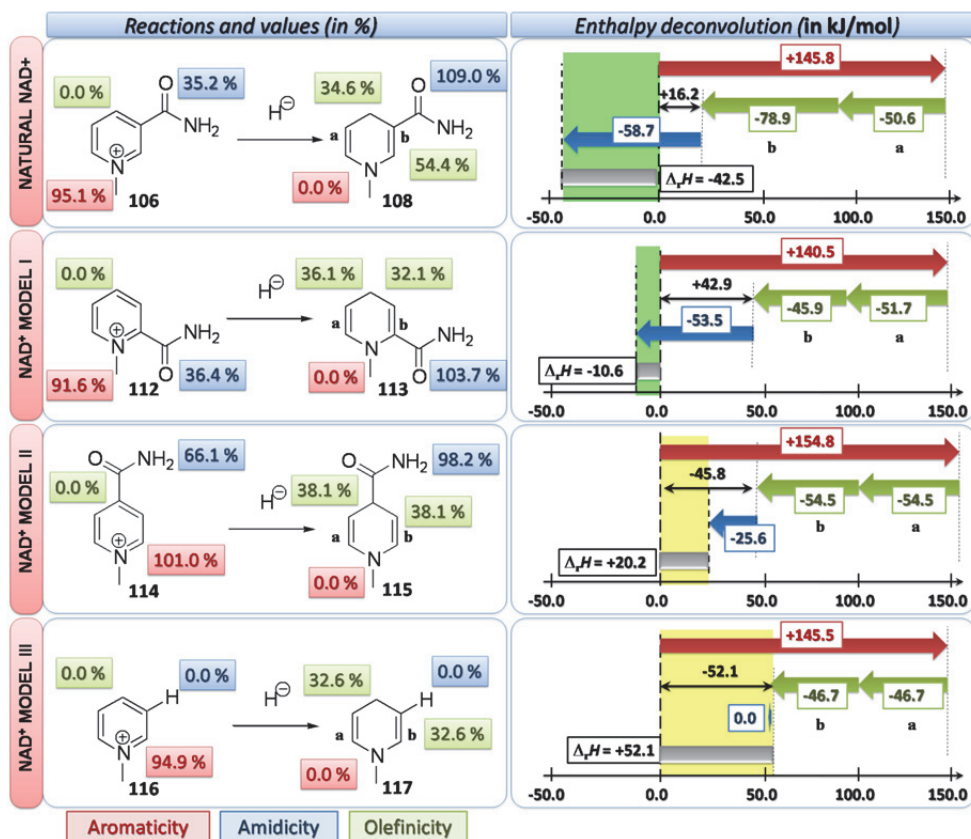 Reactions and values (in %)
Enthalpy deconvolution (in kJ/mol)
NATURAL NAD+
0.0 %
35.2 %
O
NH2
N
+
95.1 %
106
H⊖
34.6 %
109.0 %
O
NH2
a
b
N
54.4 %
0.0 %
108
+145.8
+16.2
-58.7
-78.9
-50.6
b
a
ΔrH = -42.5
-50.0
0.0
50.0
100.0
150.0
NAD+ MODEL I
0.0 %
N
+
NH2
O
91.6 %
112
36.4 %
H⊖
36.1 %
32.1 %
a
b
N
NH2
O
0.0 %
113
103.7 %
+140.5
+42.9
-53.5
-45.9
-51.7
b
a
ΔrH = -10.6
-50.0
0.0
50.0
100.0
150.0
NAD+ MODEL II
O
NH2
66.1 %
0.0 %
+
N
101.0 %
114
H⊖
O
NH2
98.2 %
38.1 %
38.1 %
a
b
N
0.0 %
115
+154.8
-45.8
-54.5
-54.5
-25.6
b
a
ΔrH = +20.2
-50.0
0.0
50.0
100.0
150.0
NAD+ MODEL III
0.0 %
0.0 %
H
N
+
94.9 %
116
H⊖
32.6 %
0.0 %
H
a
b
N
32.6 %
0.0 %
117
+145.5
-52.1
0.0
-46.7
-46.7
b
a
ΔrH = +52.1
-50.0
0.0
50.0
100.0
150.0
Aromaticity
Amidicity
Olefinicity